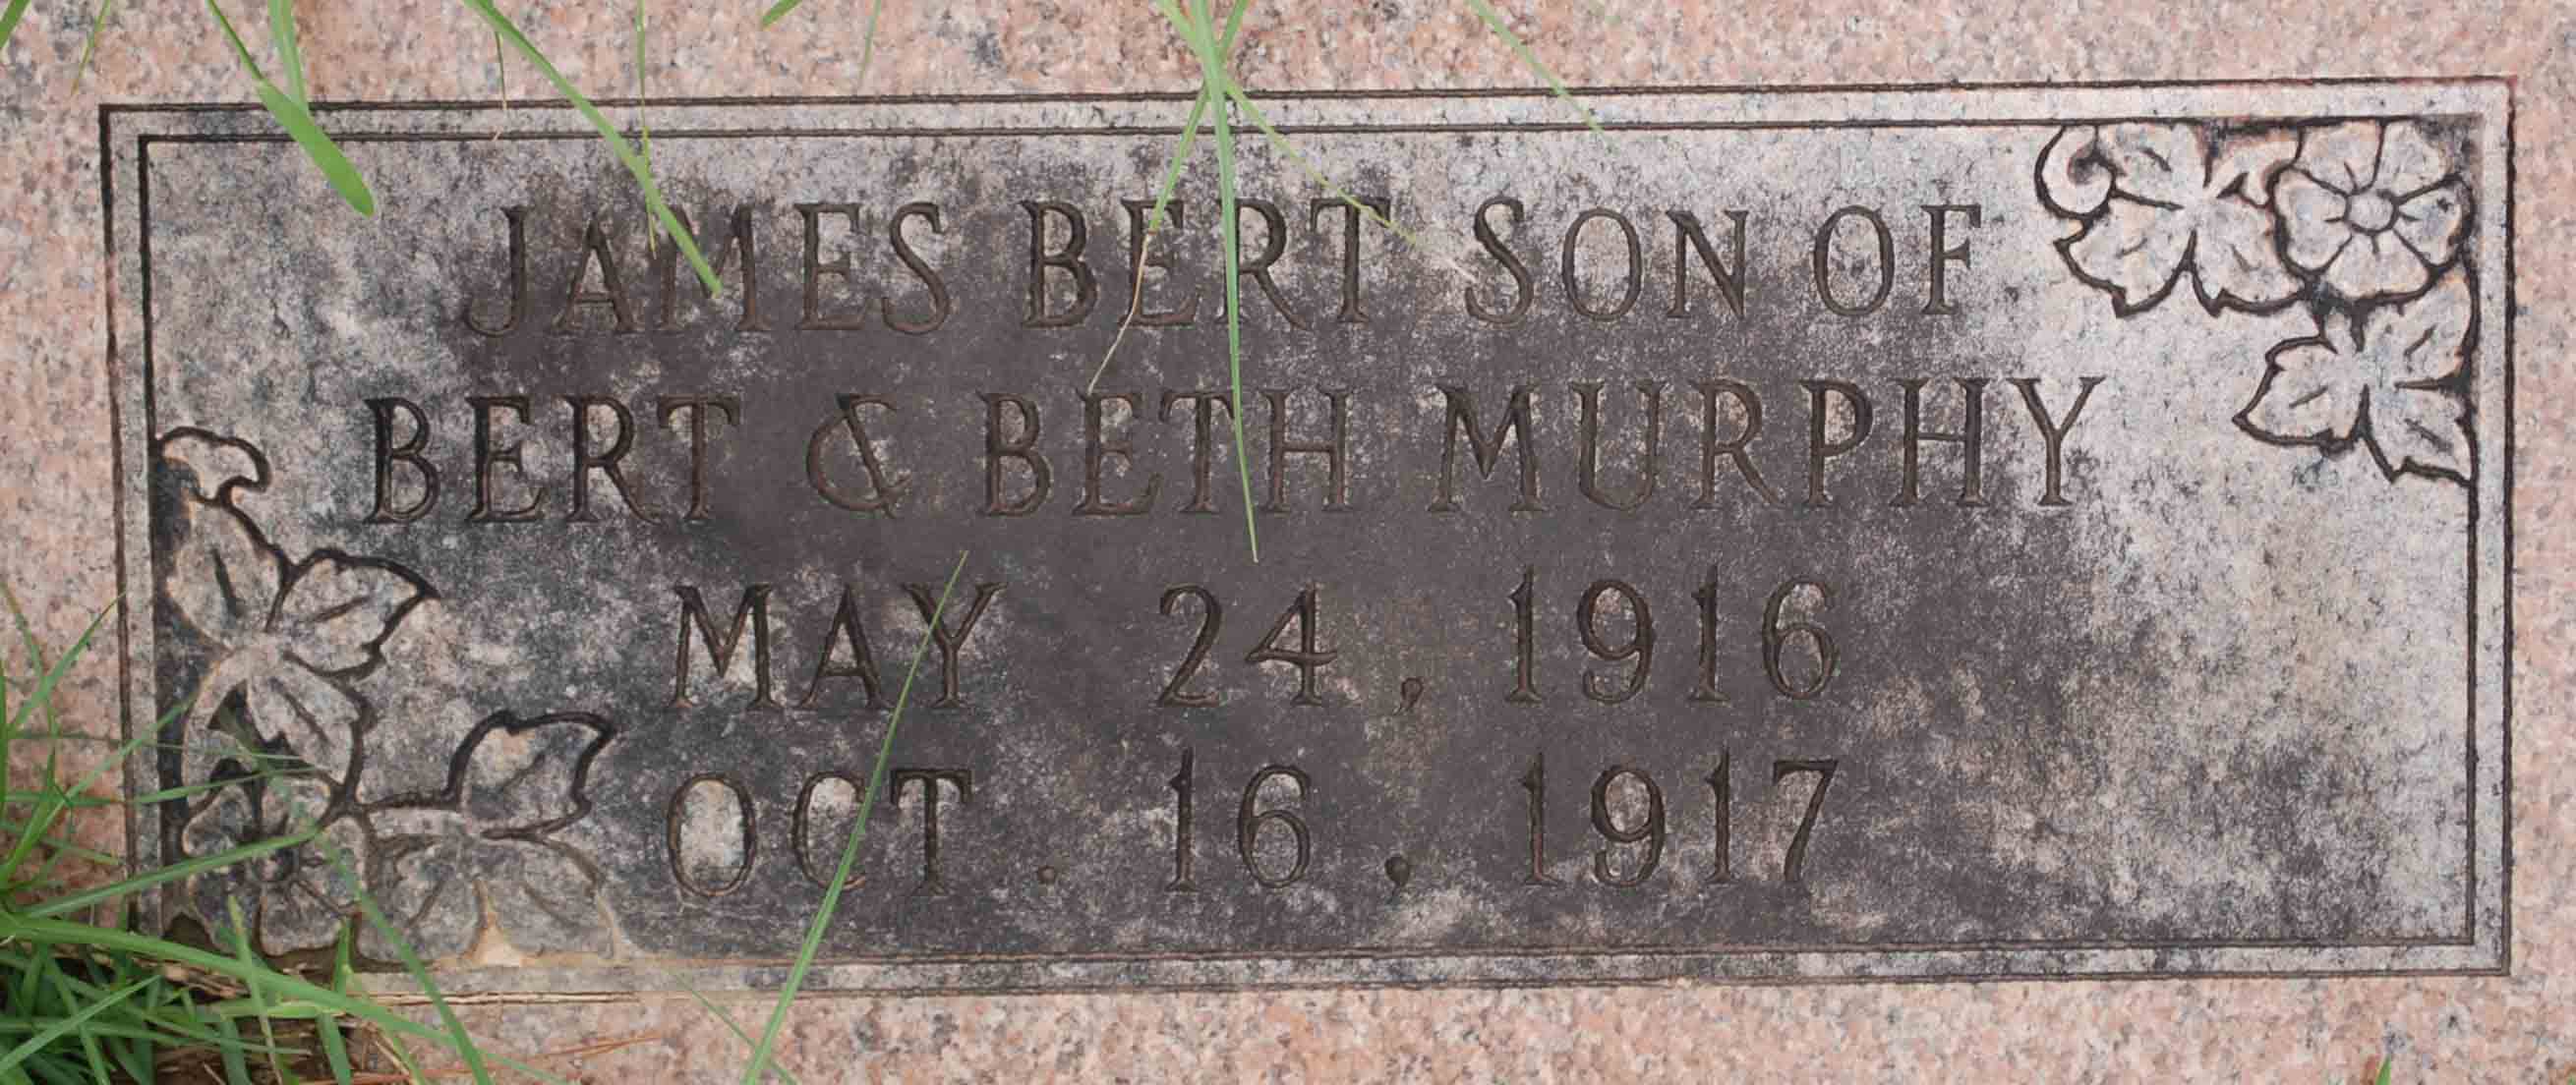 JAMES BERT SON OF
BERT & BETH MURPHY
MAY 24, 1916
OCT. 16, 1917